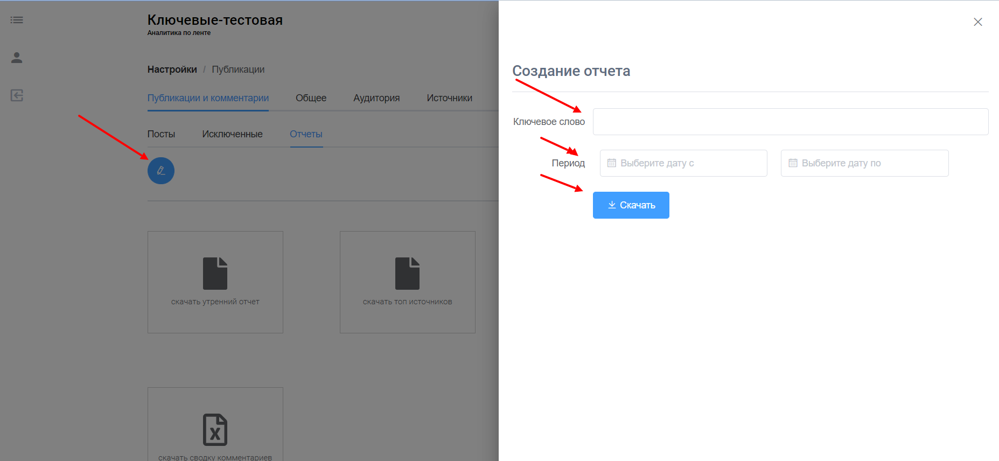 Ключевые-тестовая
Аналитика по ленте
Настройки / Публикации
Публикации и комментарии Общее Аудитория Источники
Посты Исключенные Отчеты
скачать утренний отчет скачать топ источников
скачать сводку комментариев
Создание отчета
Ключевое слово
Период Выберите дату с Выберите дату по
Скачать